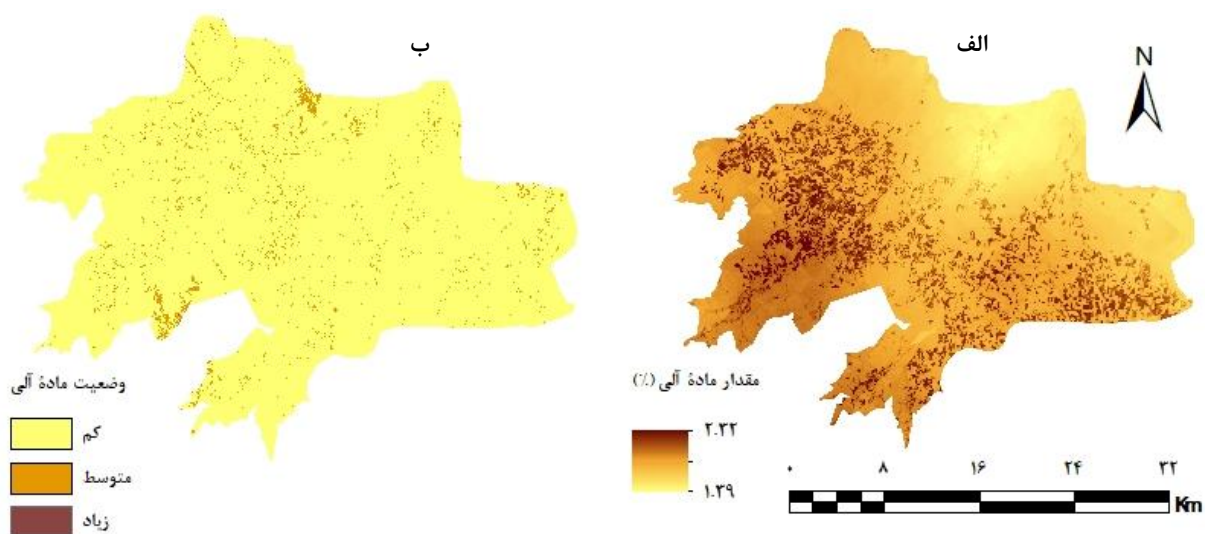 الف
ب
N
مقدار مادهٔ آلی (٪)
۲.۳۲
۱.۳۹
۰ ۸ ۱۶ ۲۴ ۳۲
Km
وضعیت مادهٔ آلی
کم
متوسط
زیاد